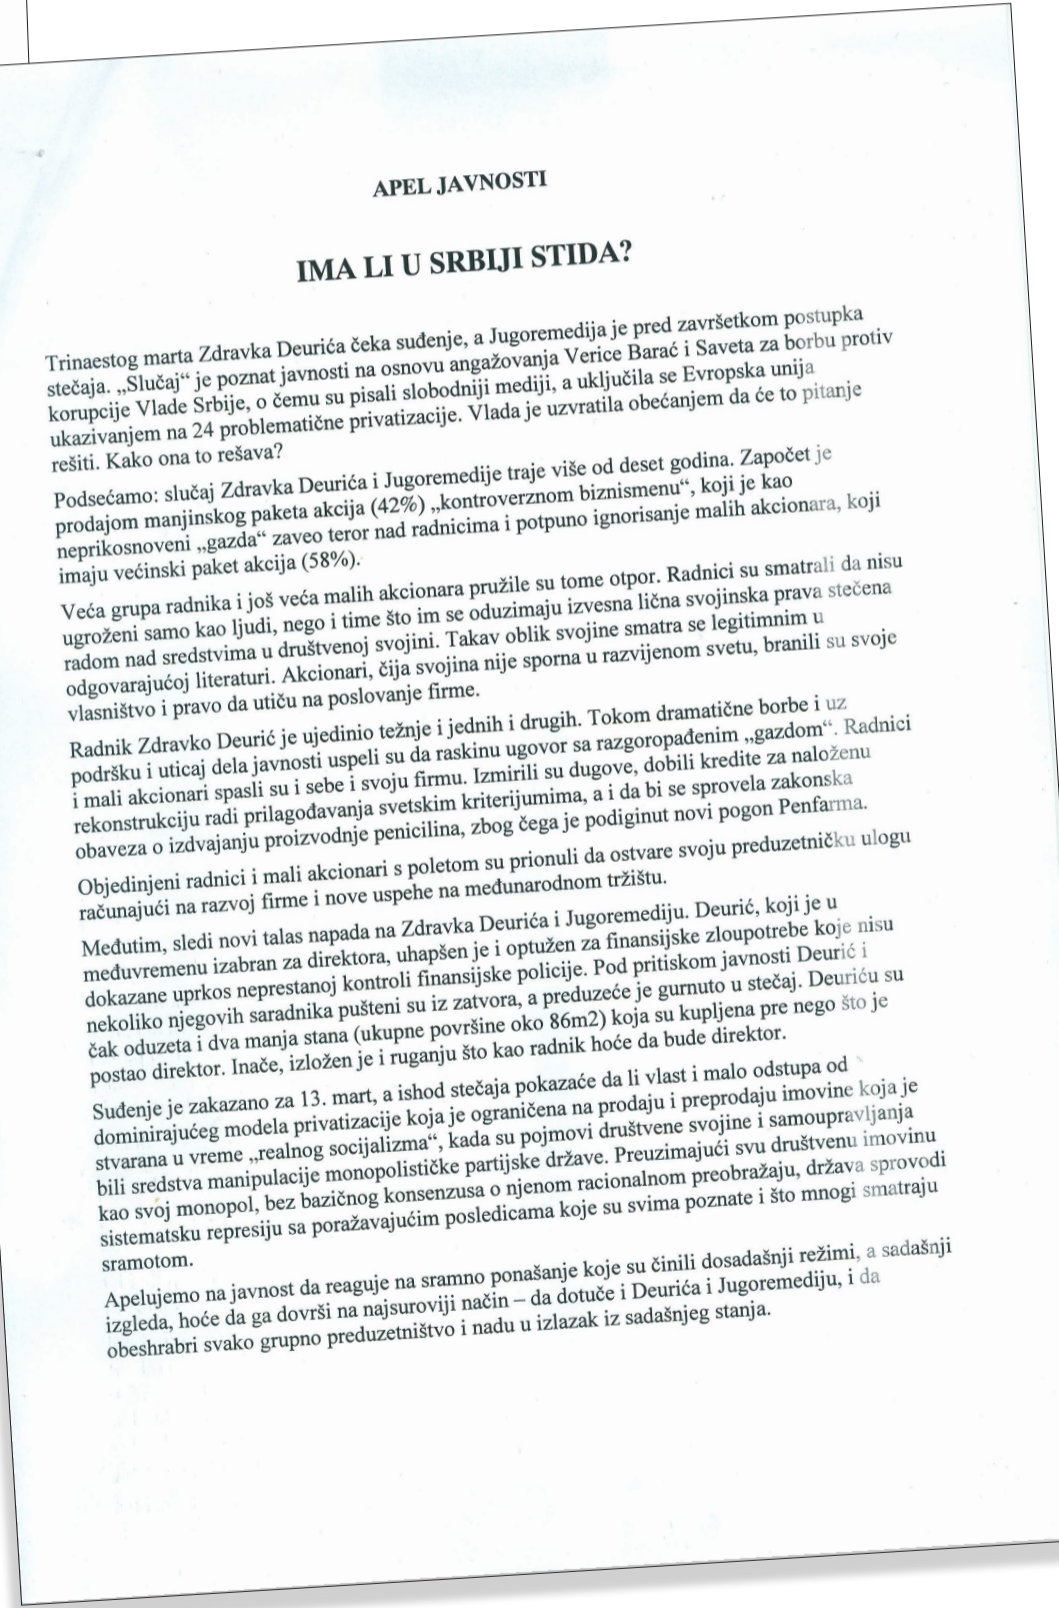 APEL JAVNOSTI
IMA LI U SRBIJI STIDA?
Trinaestog marta Zdravka Deurića čeka suđenje, a Jugoremedija je pred završetkom postupka
stečaja. „Slučaj“ je poznat javnosti na osnovu angažovanja Verice Barać i Saveta za borbu protiv
korupcije Vlade Srbije, o čemu su pisali slobodniji mediji, a uključila se Evropska unija
ukazivanjem na 24 problematične privatizacije. Vlada je uzvratila obećanjem da će to pitanje
rešiti. Kako ona to rešava?
Podsećamo: slučaj Zdravka Deurića i Jugoremedije traje više od deset godina. Započet je
prodajom manjinskog paketa akcija (42%) „kontroverznom biznismenu“, koji je kao
neprikosnoveni „gazda“ zaveo teror nad radnicima i potpuno ignorisanje malih akcionara, koji
imaju većinski paket akcija (58%).
Veća grupa radnika i još veća malih akcionara pružile su tome otpor. Radnici su smatrali da nisu
ugroženi samo kao ljudi, nego i time što im se oduzimaju izvesna lična svojinska prava stečena
radom nad sredstvima u društvenoj svojini. Takav oblik svojine smatra se legitimnim u
odgovarajućoj literaturi. Akcionari, čija svojina nije sporna u razvijenom svetu, branili su svoje
vlasništvo i pravo da utiču na poslovanje firme.
Radnik Zdravko Deurić je ujedinio težnje i jednih i drugih. Tokom dramatične borbe i uz
podršku i uticaj dela javnosti uspeli su da raskinu ugovor sa razgoropađenim „gazdom“. Radnici
i mali akcionari spasli su i sebe i svoju firmu. Izmirili su dugove, dobili kredite za naloženu
rekonstrukciju radi prilagođavanja svetskim kriterijumima, a i da bi se sprovela zakonska
obaveza o izdvajanju proizvodnje penicilina, zbog čega je podiginut novi pogon Penfarma.
Objedinjeni radnici i mali akcionari s poletom su prionuli da ostvare svoju preduzetničku ulogu
računajući na razvoj firme i nove uspehe na međunarodnom tržištu.
Međutim, sledi novi talas napada na Zdravka Deurića i Jugoremediju. Deurić, koji je u
međuvremenu izabran za direktora, uhapšen je i optužen za finansijske zloupotrebe koje nisu
dokazane uprkos neprestanoj kontroli finansijske policije. Pod pritiskom javnosti Deurić i
nekoliko njegovih saradnika pušteni su iz zatvora, a preduzeće je gurnuto u stečaj. Deuriću su
čak oduzeta i dva manja stana (ukupne površine oko 86m2) koja su kupljena pre nego što je
postao direktor. Inače, izložen je i ruganju što kao radnik hoće da bude direktor.
Suđenje je zakazano za 13. mart, a ishod stečaja pokazaće da li vlast i malo odstupa od
dominirajućeg modela privatizacije koja je ograničena na prodaju i preprodaju imovine koja je
stvarana u vreme „realnog socijalizma“, kada su pojmovi društvene svojine i samoupravljanja
bili sredstva manipulacije monopolističke partijske države. Preuzimajući svu društvenu imovinu
kao svoj monopol, bez bazičnog konsenzusa o njenom racionalnom preobražaju, država sprovodi
sistematsku represiju sa poražavajućim posledicama koje su svima poznate i što mnogi smatraju
sramotom.
Apelujemo na javnost da reaguje na sramno ponašanje koje su činili dosadašnji režimi, a sadašnji
izgleda, hoće da ga dovrši na najsuroviji način – da dotuče i Deurića i Jugoremediju, i da
obeshrabri svako grupno preduzetništvo i nadu u izlazak iz sadašnjeg stanja.